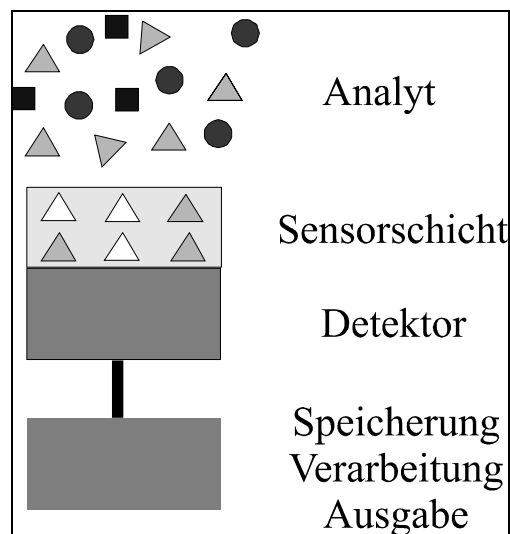 Analyt
Sensorschicht
Detektor
Speicherung
Verarbeitung
Ausgabe